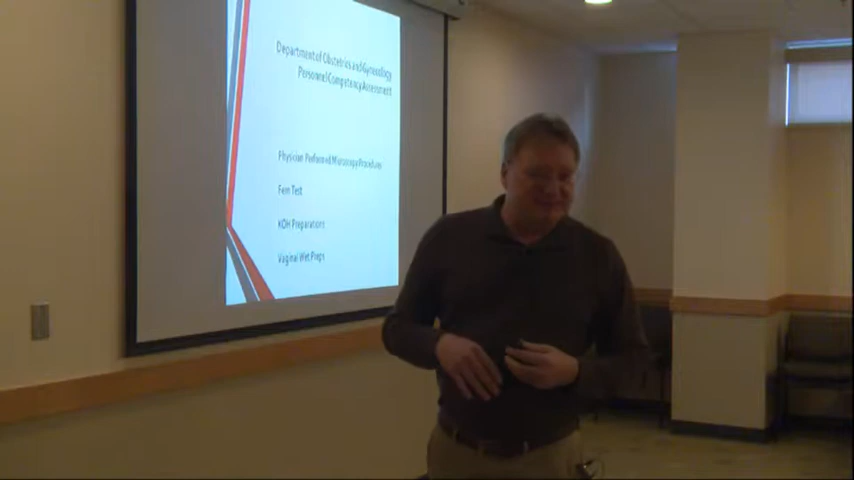 Department of Obstetrics and Gynecology
Personnel Competency Assessment
Physician Performed Microscopy Procedures
Fern Test
KOH Preparations
Vaginal Wet Preps